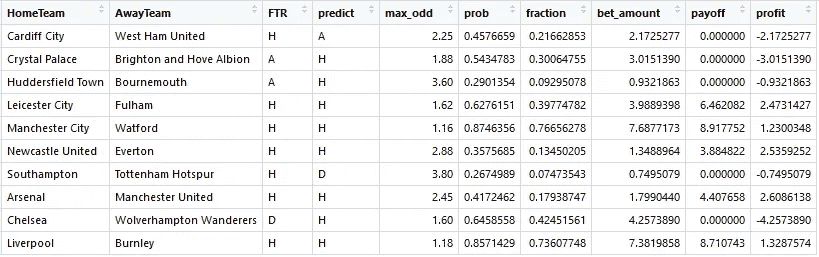 HomeTeam AwayTeam FTR predict max_odd prob fraction bet_amount payoff profit
Cardiff City West Ham United H A 2.25 0.4576659 0.21662853 2.1725277 0.000000 -2.1725277
Crystal Palace Brighton and Hove Albion A H 1.88 0.5434783 0.30064755 3.0151390 0.000000 -3.0151390
Huddersfield Town Bournemouth A H 3.60 0.2901354 0.09295078 0.9321863 0.000000 -0.9321863
Leicester City Fulham H H 1.62 0.6276151 0.39774782 3.9889398 6.462082 2.4731427
Manchester City Watford H H 1.16 0.8746356 0.76656278 7.6877173 8.917752 1.2300348
Newcastle United Everton H H 2.88 0.3575685 0.13450205 1.3488964 3.884822 2.5359252
Southampton Tottenham Hotspur H D 3.80 0.2674989 0.07473543 0.7495079 0.000000 -0.7495079
Arsenal Manchester United H H 2.45 0.4172462 0.17938747 1.7990440 4.407658 2.6086138
Chelsea Wolverhampton Wanderers D H 1.60 0.6458558 0.42451561 4.2573890 0.000000 -4.2573890
Liverpool Burnley H H 1.18 0.8571429 0.73607748 7.3819858 8.710743 1.3287574